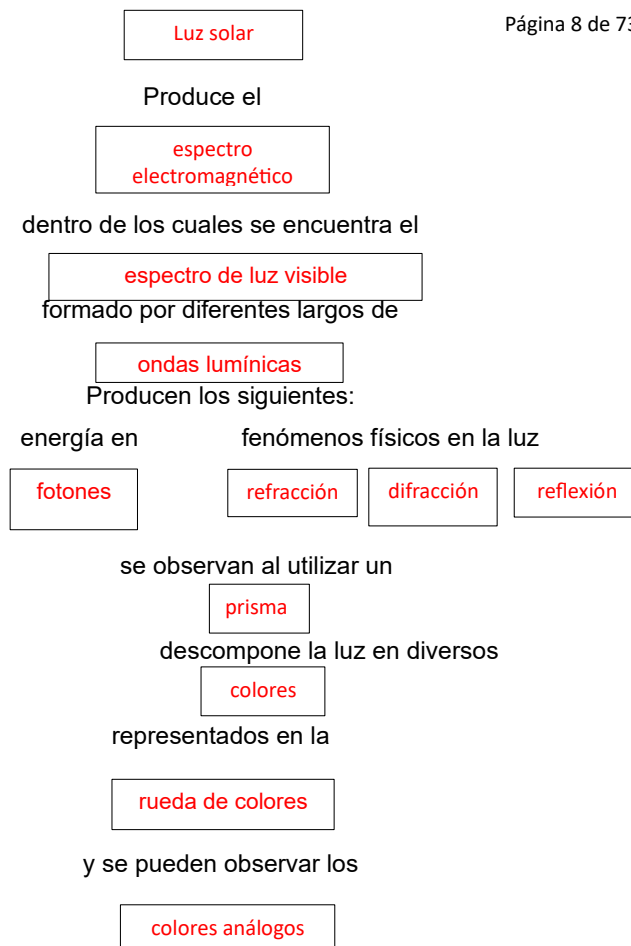 Luz solar
Página 8 de 73
Produce el
espectro
electromagnético
dentro de los cuales se encuentra el
espectro de luz visible
formado por diferentes largos de
ondas lumínicas
Producen los siguientes:
energía en fenómenos físicos en la luz
fotones refracción difracción reflexión
se observan al utilizar un
prisma
descompone la luz en diversos
colores
representados en la
rueda de colores
y se pueden observar los
colores análogos